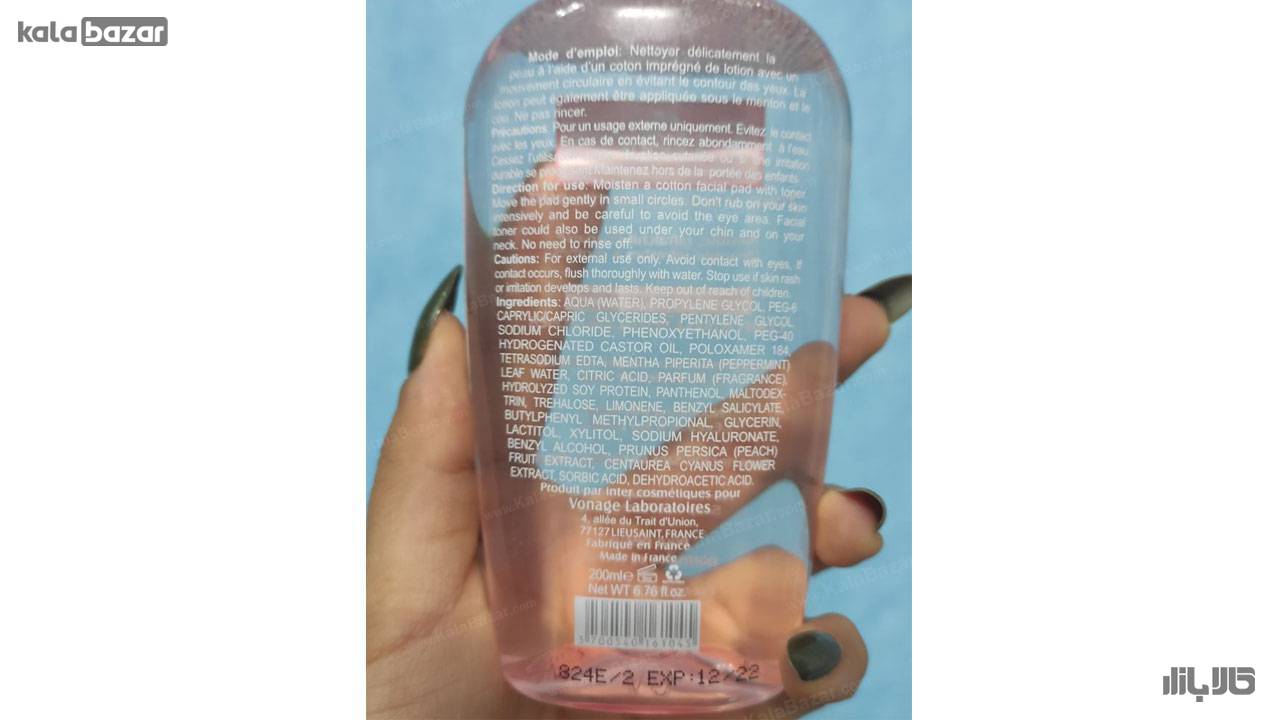 kala bazar
Mode d'emploi: Nettoyer délicatement la
peau à l'aide d'un coton imprégné de lotion avec un
mouvement circulaire en évitant le contour des yeux. La
lotion peut également être appliquée sous le menton et le
cou. Ne pas rincer.
Précautions: Pour un usage externe uniquement. Evitez le contact
avec les yeux. En cas de contact, rincez abondamment à l'eau.
Cessez irritation
durable se Maintenez hors de la portée des enfants.
Direction for use: Moisten a cotton facial pad with toner
Move the pad gently in small circles. Don't rub on your skin
intensively and be careful to avoid the eye area. Facial
toner could also be used under your chin and on your
neck. No need to rinse off.
Cautions: For external use only. Avoid contact with eyes. If
contact occurs, flush thoroughly with water. Stop use if skin rash
or irritation develops and lasts. Keep out of reach of children.
Ingredients: AQUA (WATER), PROPYLENE GLYCOL, PEG-6
CAPRYLIC/CAPRIC GLYCERIDES, PENTYLENE GLYCOL,
SODIUM CHLORIDE, PHENOXYETHANOL, PEG-40
HYDROGENATED CASTOR OIL, POLOXAMER 184,
TETRASODIUM EDTA, MENTHA PIPERITA (PEPPERMINT)
LEAF WATER, CITRIC ACID, PARFUM (FRAGRANCE),
HYDROLYZED SOY PROTEIN, PANTHENOL, MALTODEX-
TRIN, TREHALOSE, LIMONENE, BENZYL SALICYLATE,
BUTYLPHENYL METHYLPROPIONAL, GLYCERIN,
LACTITOL, XYLITOL, SODIUM HYALURONATE,
BENZYL ALCOHOL, PRUNUS PERSICA (PEACH)
FRUIT EXTRACT, CENTAUREA CYANUS FLOWER
EXTRACT, SORBIC ACID, DEHYDROACETIC ACID.
Produit par inter cosmétiques pour
Vonage Laboratoires
4, allée du Trait d'Union,
77127 LIEUSAINT, FRANCE
Fabriqué en France
Made in France
200ml e
Net WT 6.76 fl.oz.
3 700540 161043
824E/2 EXP:12/22
کالابازار
www.KalaBazar.com